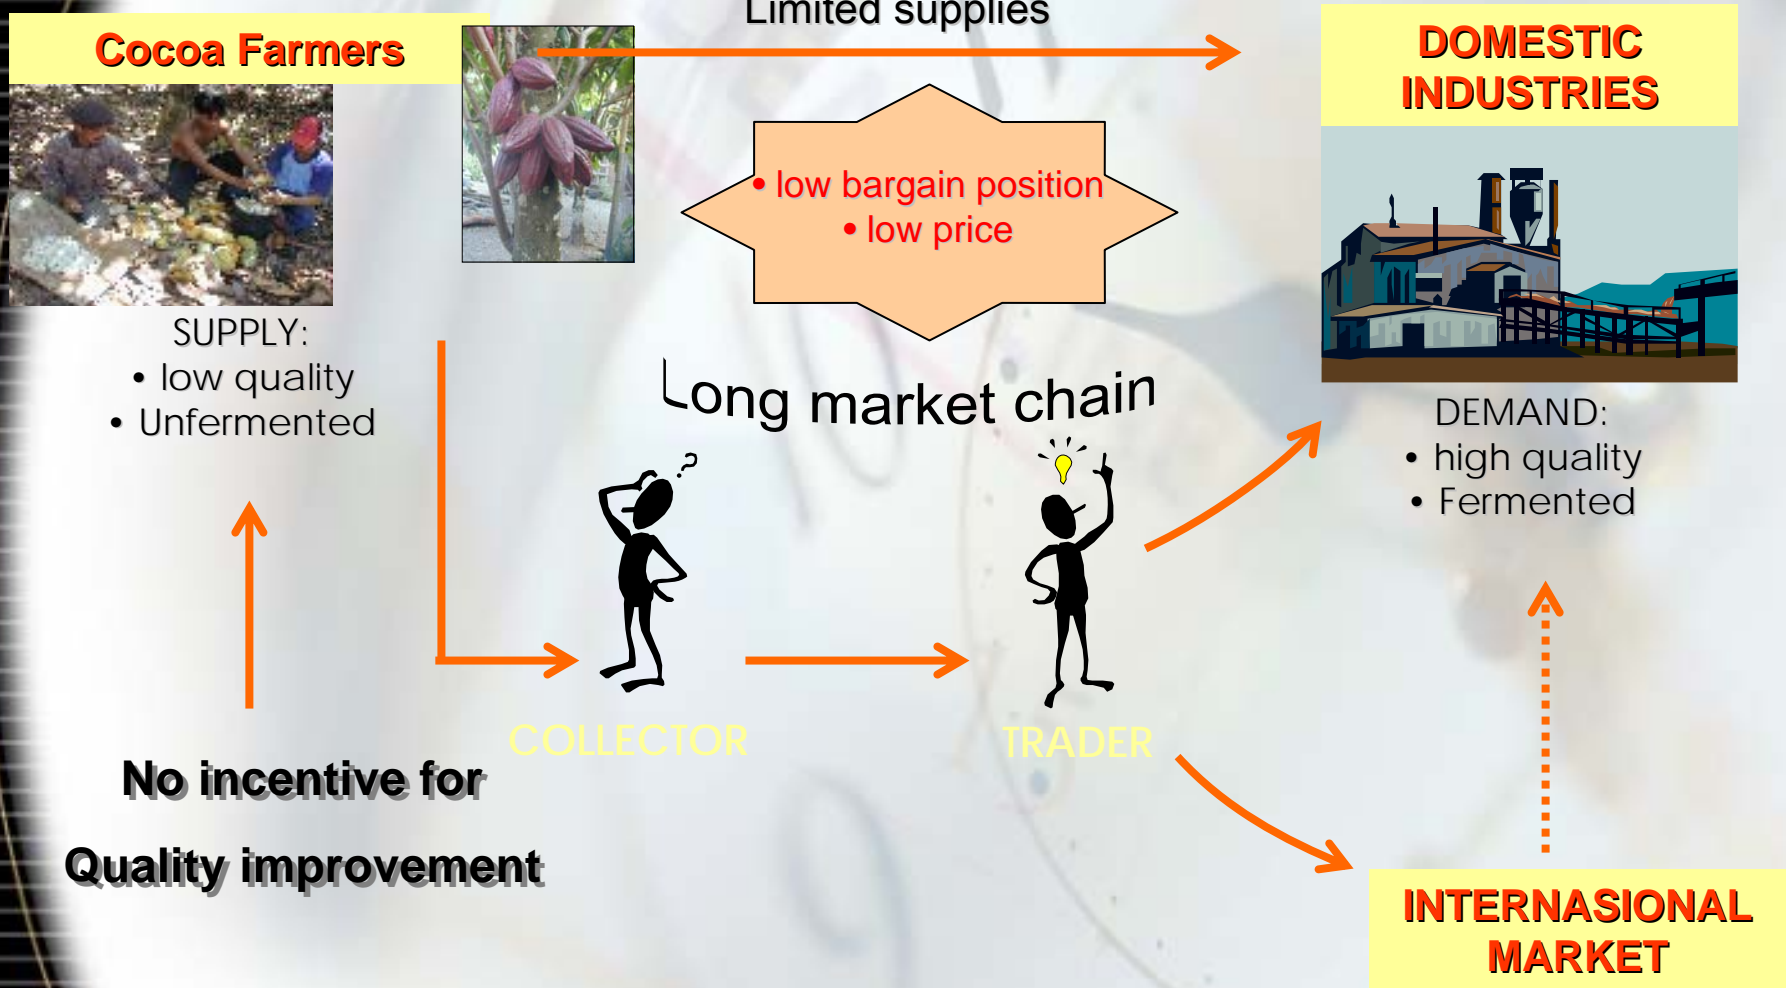 Limited supplies
Cocoa Farmers
DOMESTIC
INDUSTRIES
• low bargain position
• low price
SUPPLY:
• low quality
• Unfermented
Long market chain
?
DEMAND:
• high quality
• Fermented
COLLECTOR
TRADER
No incentive for
Quality improvement
INTERNASIONAL
MARKET